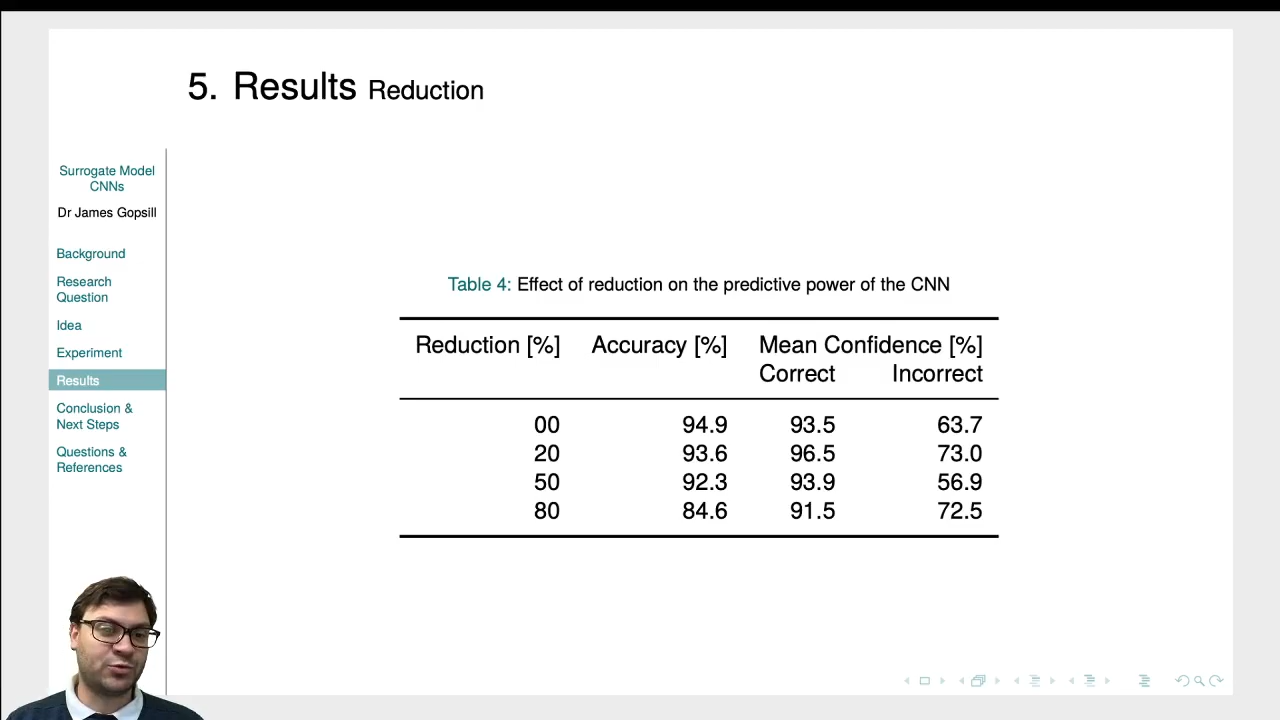 5. Results Reduction
Surrogate Model
CNNs
Dr James Gopsill
Background
Research
Question
Idea
Experiment
Results
Conclusion &
Next Steps
Questions &
References
Table 4: Effect of reduction on the predictive power of the CNN
Reduction [%] Accuracy [%] Mean Confidence [%]
Correct Incorrect
00 94.9 93.5 63.7
20 93.6 96.5 73.0
50 92.3 93.9 56.9
80 84.6 91.5 72.5